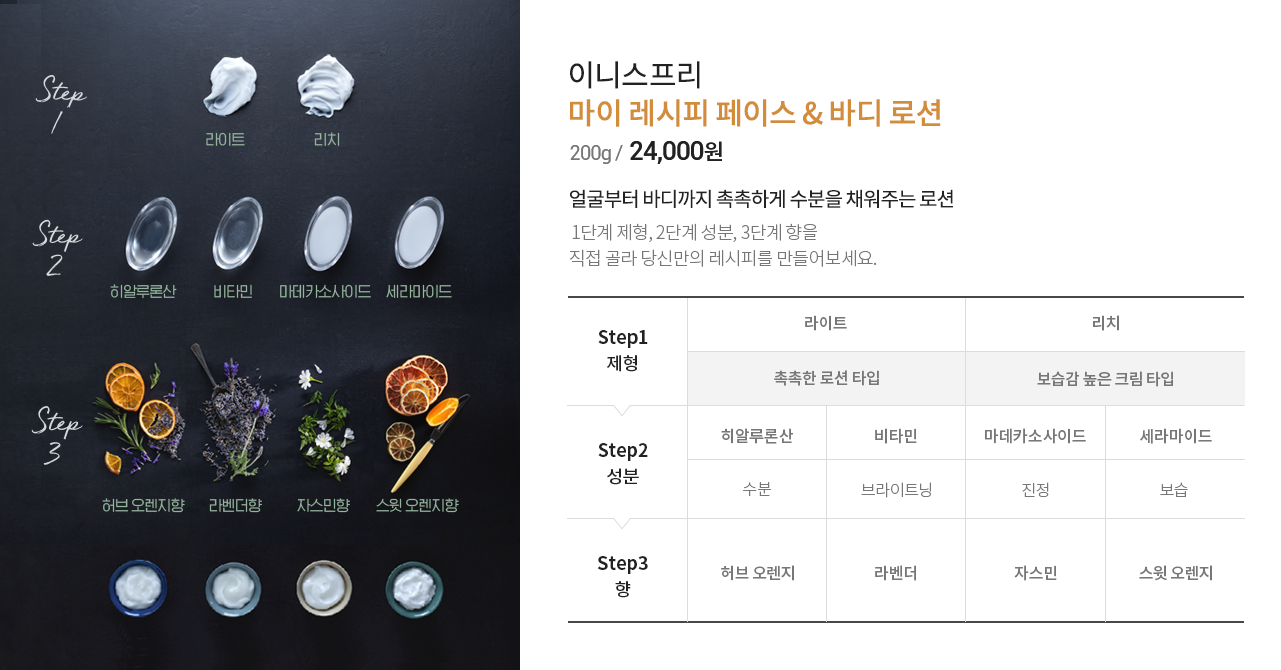 Step
1
라이트 리치
Step
2
히알루론산 비타민 마데카소사이드 세라마이드
Step
3
허브 오렌지향 라벤더향 자스민향 스윗 오렌지향
이니스프리
마이 레시피 페이스 & 바디 로션
200g / 24,000원
얼굴부터 바디까지 촉촉하게 수분을 채워주는 로션
1단계 제형, 2단계 성분, 3단계 향을
직접 골라 당신만의 레시피를 만들어보세요.
Step1
제형
라이트 리치
촉촉한 로션 타입 보습감 높은 크림 타입
Step2
성분
히알루론산 비타민 마데카소사이드 세라마이드
수분 브라이트닝 진정 보습
Step3
향
허브 오렌지 라벤더 자스민 스윗 오렌지